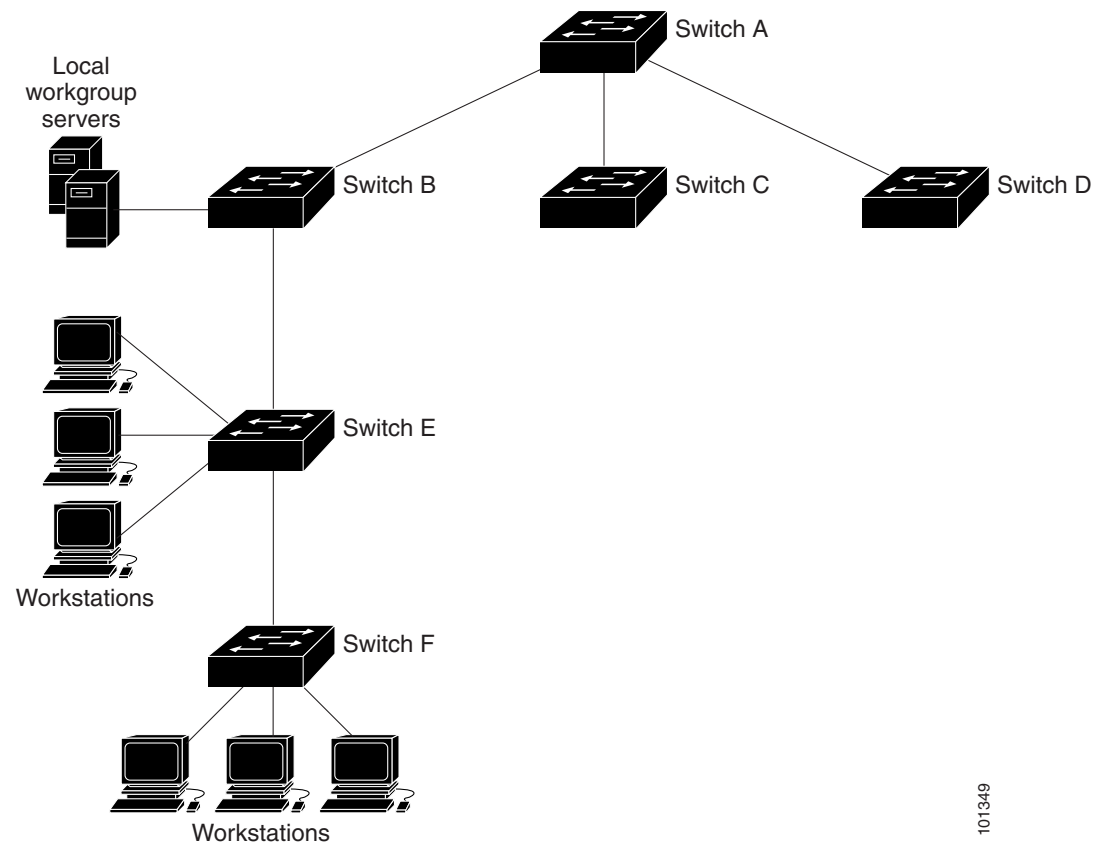 Switch A
Local
workgroup
servers
Switch B
Switch C
Switch D
Switch E
Workstations
Switch F
Workstations
101349